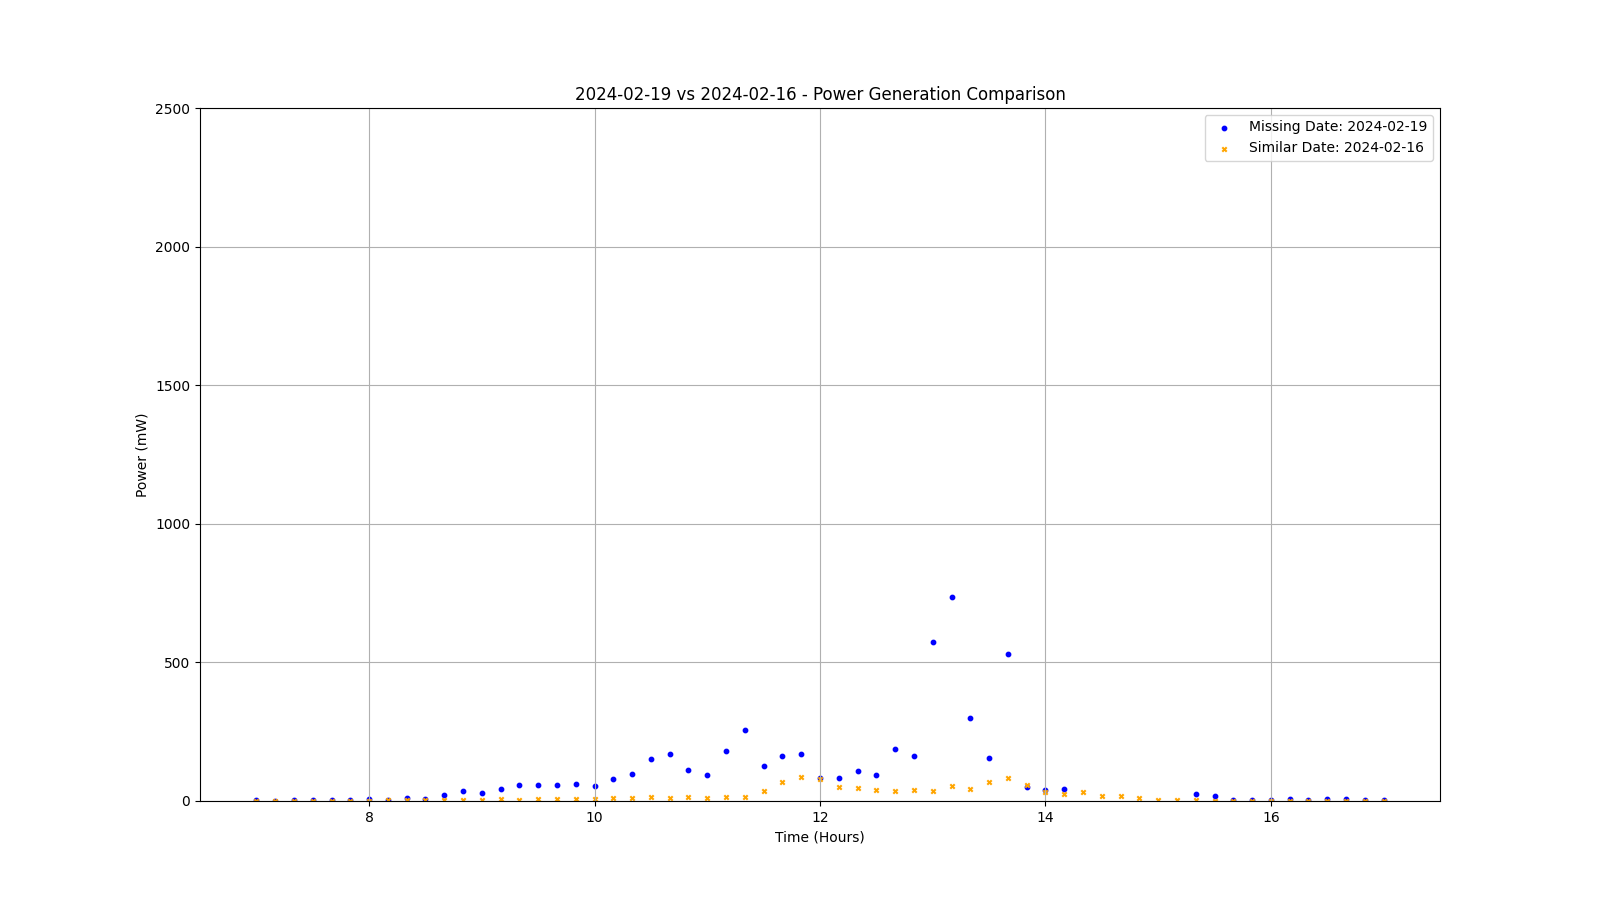 2024-02-19 vs 2024-02-16 - Power Generation Comparison
Missing Date: 2024-02-19
Similar Date: 2024-02-16
2500
2000
1500
1000
500
0
Power (mW)
8 10 12 14 16
Time (Hours)